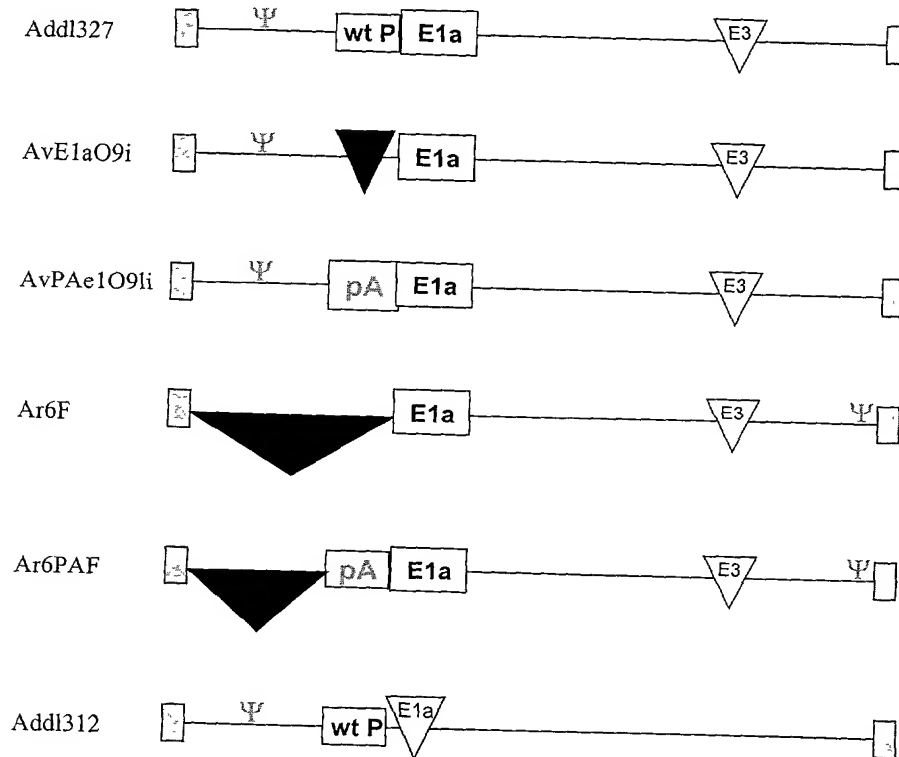 Addl327 Ψ wt P E1a E3
AvE1aO9i Ψ E1a E3
AvPAe1O9li Ψ pA E1a E3
Ar6F E1a E3 Ψ
Ar6PAF pA E1a E3 Ψ
Addl312 Ψ wt P E1a